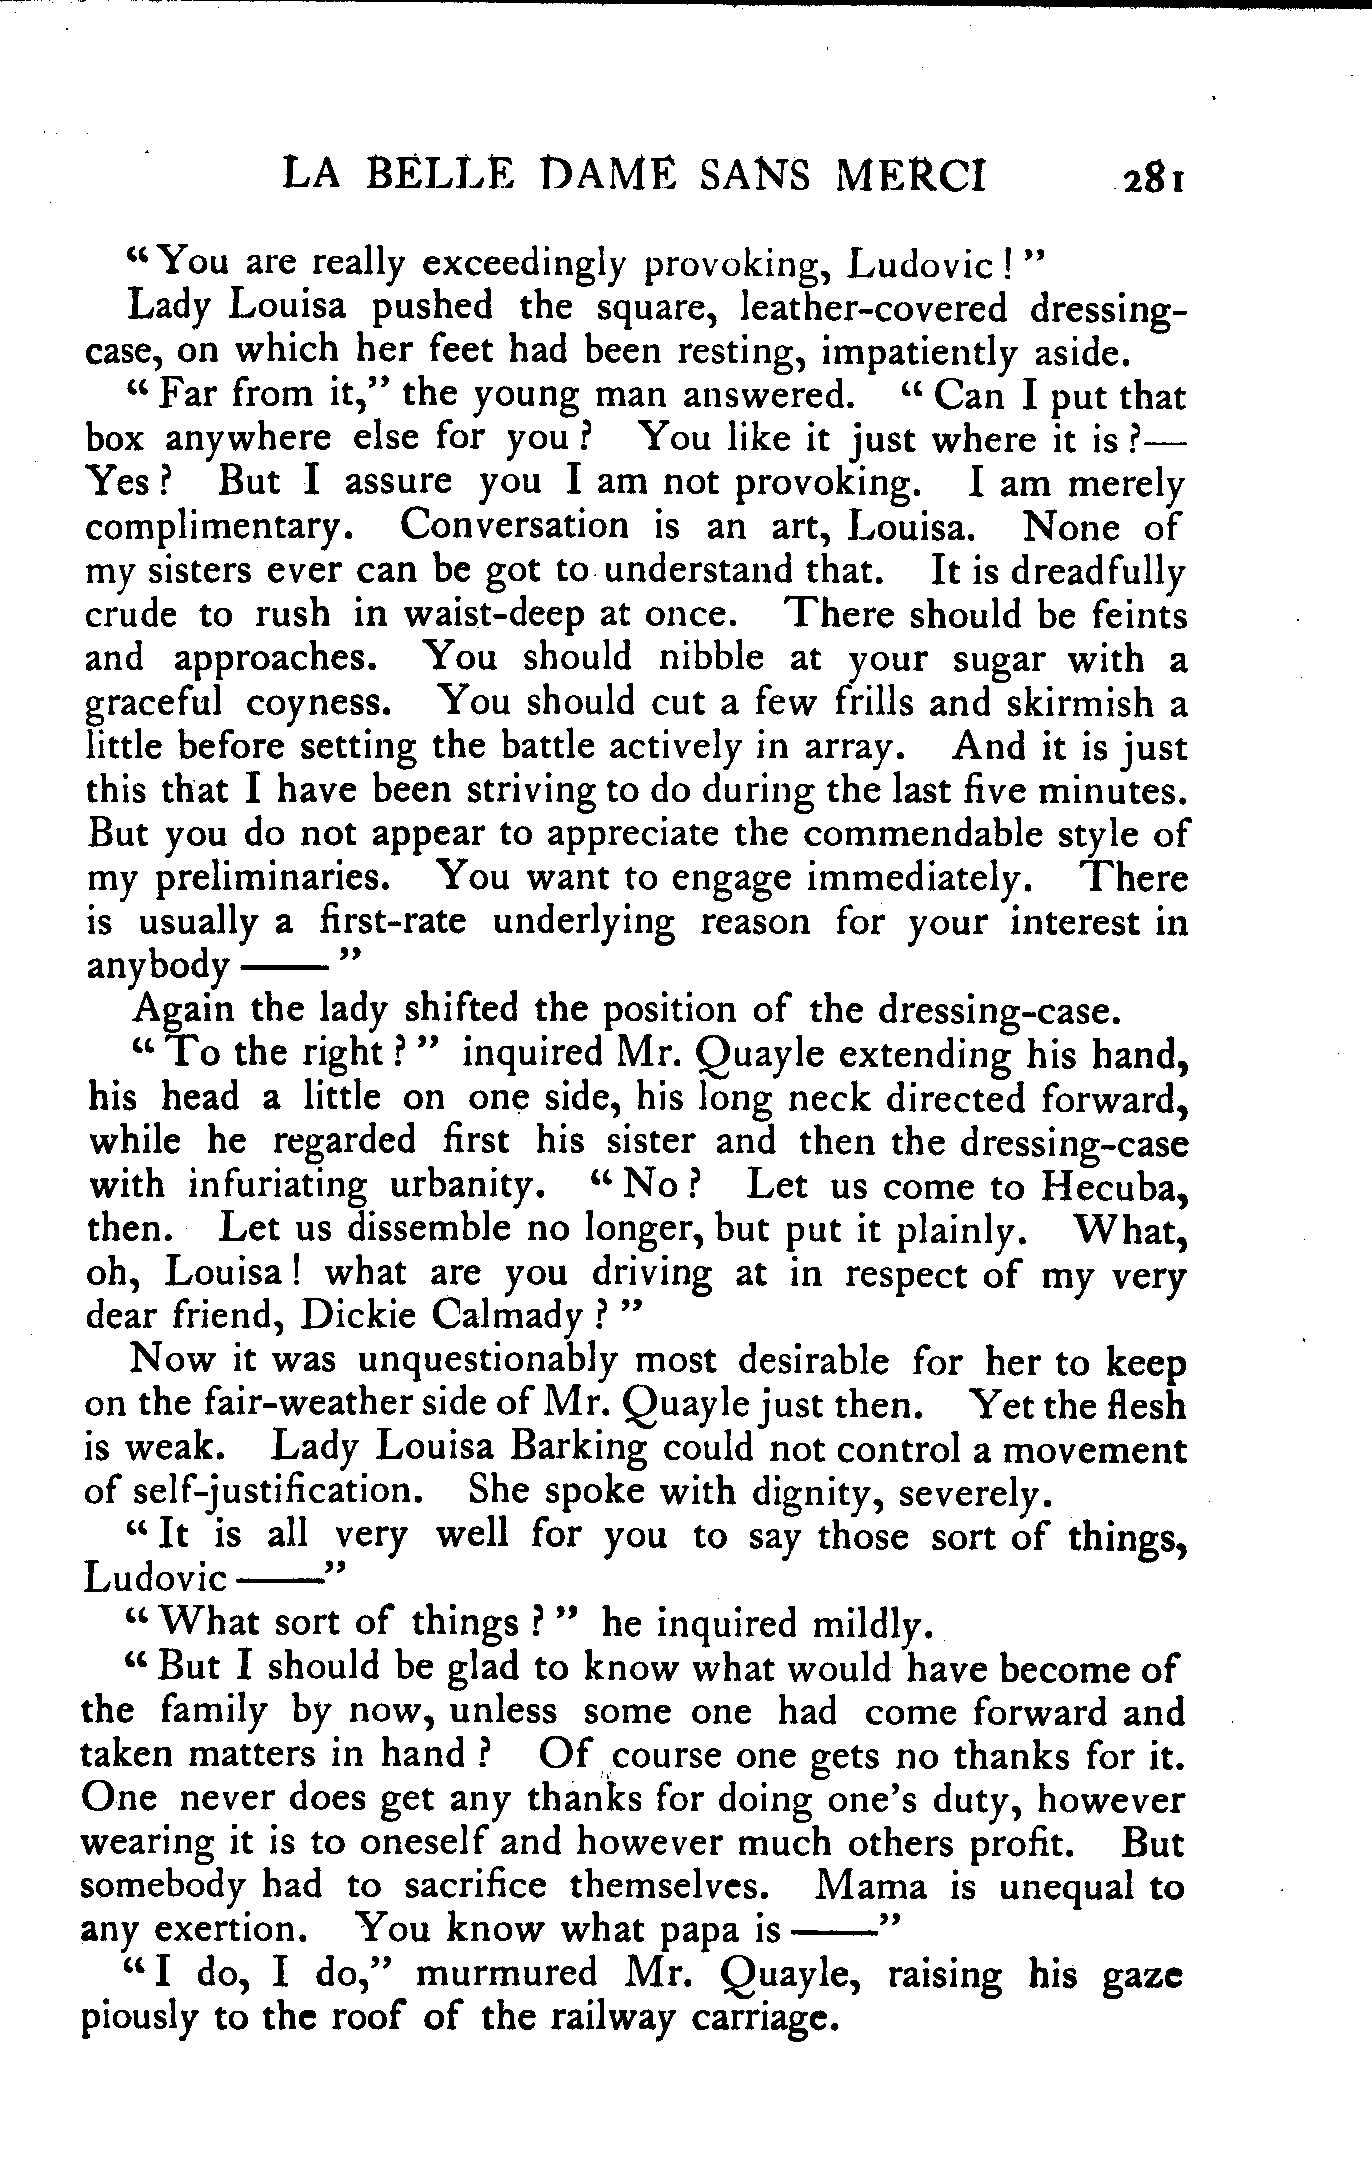 LA BELLE DAME SANS MERCI 281
“You are really exceedingly provoking, Ludovic!”
Lady Louisa pushed the square, leather-covered dressing-
case, on which her feet had been resting, impatiently aside.
“Far from it,” the young man answered. “Can I put that
box anywhere else for you? You like it just where it is?—
Yes? But I assure you I am not provoking. I am merely
complimentary. Conversation is an art, Louisa. None of
my sisters ever can be got to understand that. It is dreadfully
crude to rush in waist-deep at once. There should be feints
and approaches. You should nibble at your sugar with a
graceful coyness. You should cut a few frills and skirmish a
little before setting the battle actively in array. And it is just
this that I have been striving to do during the last five minutes.
But you do not appear to appreciate the commendable style of
my preliminaries. You want to engage immediately. There
is usually a first-rate underlying reason for your interest in
anybody——”
Again the lady shifted the position of the dressing-case.
“To the right?” inquired Mr. Quayle extending his hand,
his head a little on one side, his long neck directed forward,
while he regarded first his sister and then the dressing-case
with infuriating urbanity. “No? Let us come to Hecuba,
then. Let us dissemble no longer, but put it plainly. What,
oh, Louisa! what are you driving at in respect of my very
dear friend, Dickie Calmady?”
Now it was unquestionably most desirable for her to keep
on the fair-weather side of Mr. Quayle just then. Yet the flesh
is weak. Lady Louisa Barking could not control a movement
of self-justification. She spoke with dignity, severely.
“It is all very well for you to say those sort of things,
Ludovic——”
“What sort of things?” he inquired mildly.
“But I should be glad to know what would have become of
the family by now, unless some one had come forward and
taken matters in hand? Of course one gets no thanks for it.
One never does get any thanks for doing one’s duty, however
wearing it is to oneself and however much others profit. But
somebody had to sacrifice themselves. Mama is unequal to
any exertion. You know what papa is——”
“I do, I do,” murmured Mr. Quayle, raising his gaze
piously to the roof of the railway carriage.